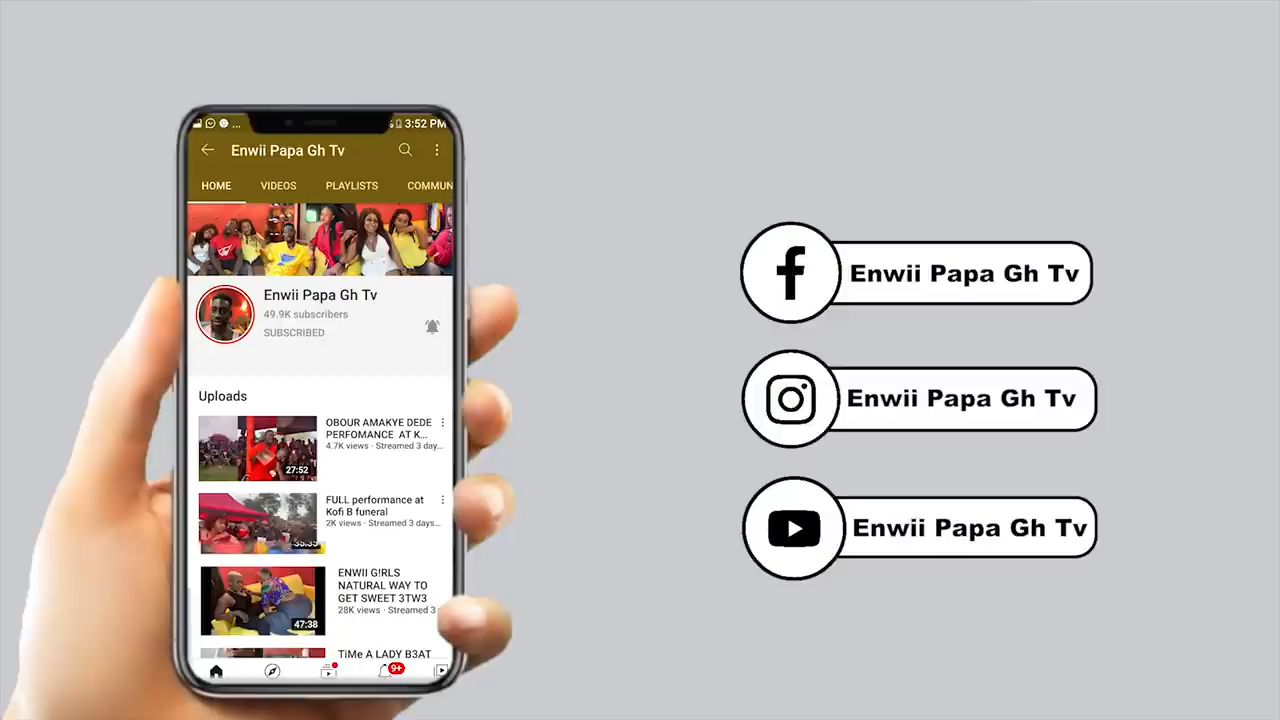 ... 3:52 PM
Enwii Papa Gh Tv
HOME VIDEOS PLAYLISTS COMMUN
Enwii Papa Gh Tv
49.9K subscribers
SUBSCRIBED
Uploads
OBOUR AMAKYE DEDE
PERFOMANCE AT K...
4.7K views · Streamed 3 day...
27:52
FULL performance at
Kofi B funeral
2K views · Streamed 3 days...
35:35
ENWII G!RLS
NATURAL WAY TO
GET SWEET 3TW3
28K views · Streamed 3
47:38
TiMe A LADY B3AT
9+
Enwii Papa Gh Tv
Enwii Papa Gh Tv
Enwii Papa Gh Tv